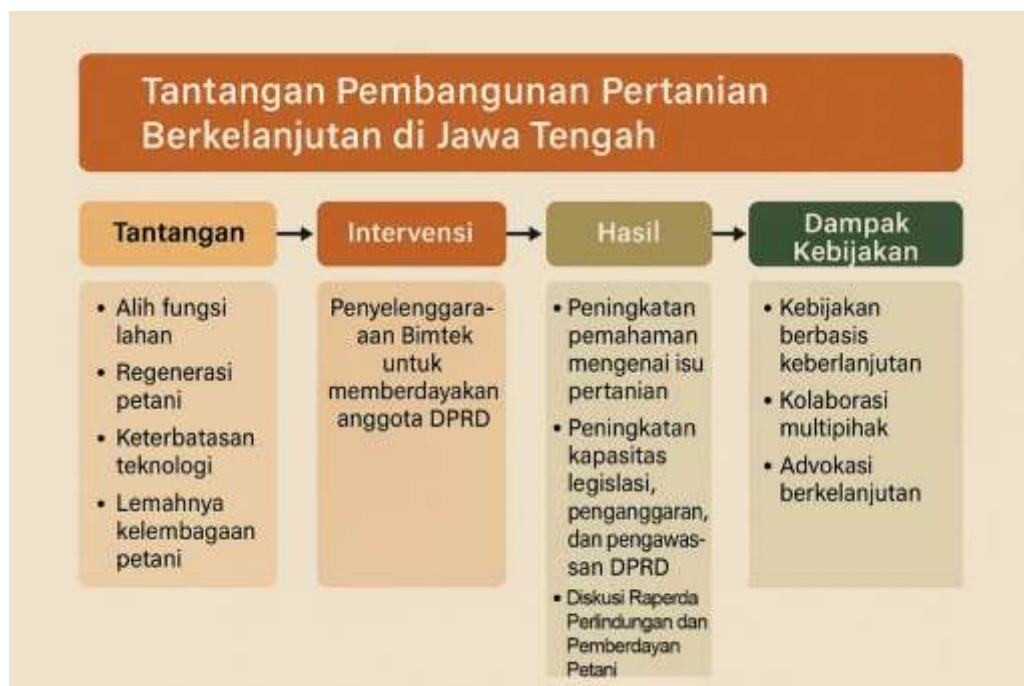 Tantangan Pembangunan Pertanian
Berkelanjutan di Jawa Tengah
Tantangan
• Alih fungsi
lahan
• Regenerasi
petani
• Keterbatasan
teknologi
• Lemahnya
kelembagaan
petani
Intervensi
Penyelenggara-
aan Bimtek
untuk
memberdayakan
anggota DPRD
Hasil
• Peningkatan
pemahaman
mengenai isu
pertanian
• Peningkatan
kapasitas
legislasi,
penganggaran,
dan pengawas-
san DPRD
• Diskusi Raperda
Perlindungan dan
Pemberdayan
Petani
Dampak
Kebijakan
• Kebijakan
berbasis
keberlanjutan
• Kolaborasi
multipihak
• Advokasi
berkelanjutan